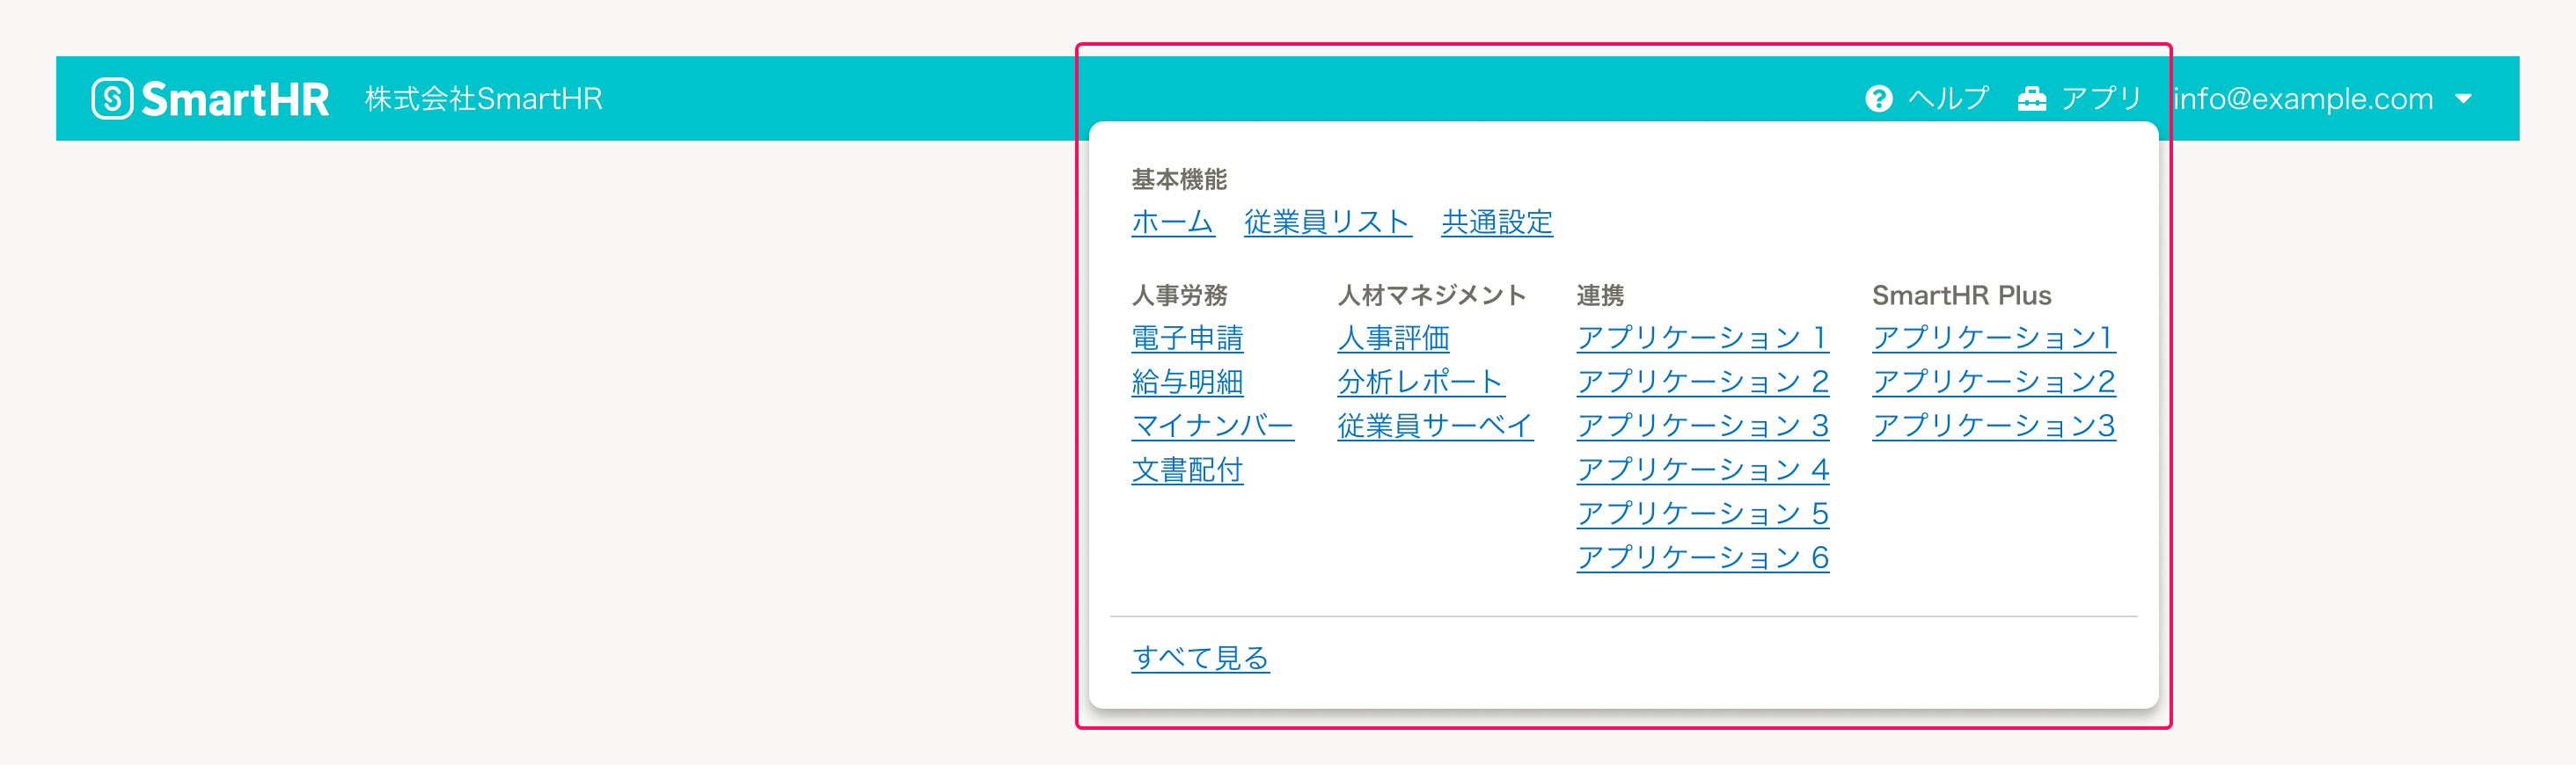 SmartHR 株式会社SmartHR ヘルプ アプリ info@example.com
基本機能
ホーム 従業員リスト 共通設定
人事労務
電子申請
給与明細
マイナンバー
文書配付
人材マネジメント
人事評価
分析レポート
従業員サーベイ
連携
アプリケーション 1
アプリケーション 2
アプリケーション 3
アプリケーション 4
アプリケーション 5
アプリケーション 6
SmartHR Plus
アプリケーション1
アプリケーション2
アプリケーション3
すべて見る